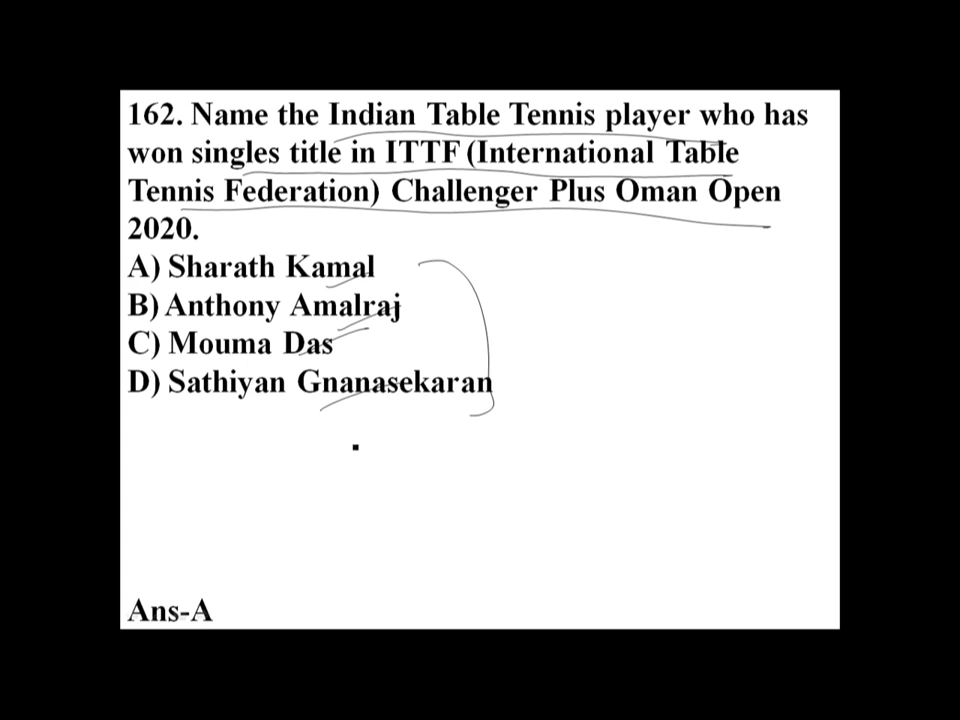 162. Name the Indian Table Tennis player who has
won singles title in ITTF (International Table
Tennis Federation) Challenger Plus Oman Open
2020.
A) Sharath Kamal
B) Anthony Amalraj
C) Mouma Das
D) Sathiyan Gnanasekaran
Ans-A